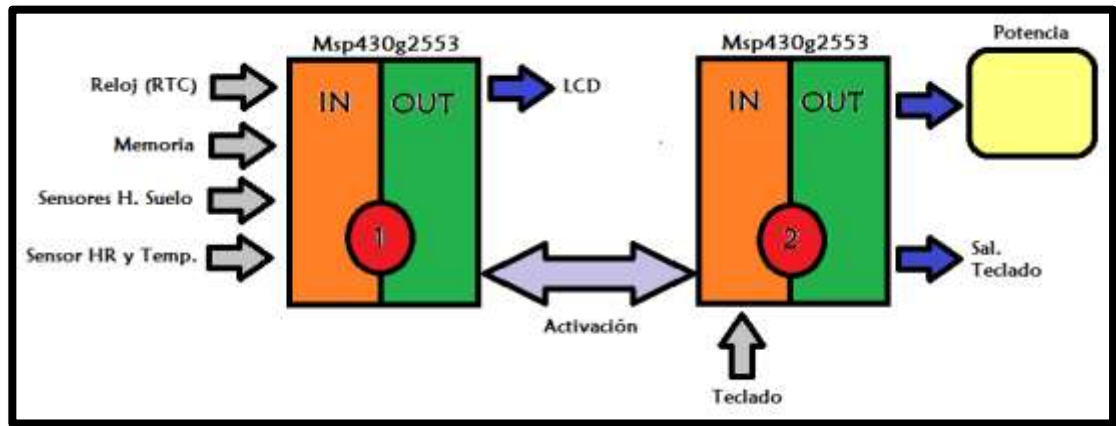 Msp430g2553
Reloj (RTC)
Memoria
Sensores H. Suelo
Sensor HR y Temp.
IN
OUT
1
LCD
Activación
Msp430g2553
IN
OUT
2
Potencia
Sal.
Teclado
Teclado